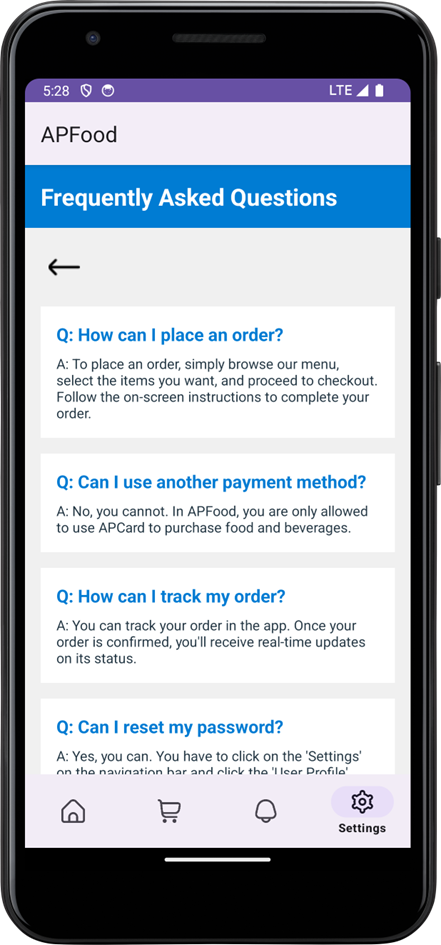 5:28
LTE
APFood
Frequently Asked Questions
Q: How can I place an order?
A: To place an order, simply browse our menu,
select the items you want, and proceed to checkout.
Follow the on-screen instructions to complete your
order.
Q: Can I use another payment method?
A: No, you cannot. In APFood, you are only allowed
to use APCard to purchase food and beverages.
Q: How can I track my order?
A: You can track your order in the app. Once your
order is confirmed, you'll receive real-time updates
on its status.
Q: Can I reset my password?
A: Yes, you can. You have to click on the 'Settings'
on the navigation bar and click the 'User Profile'
Settings